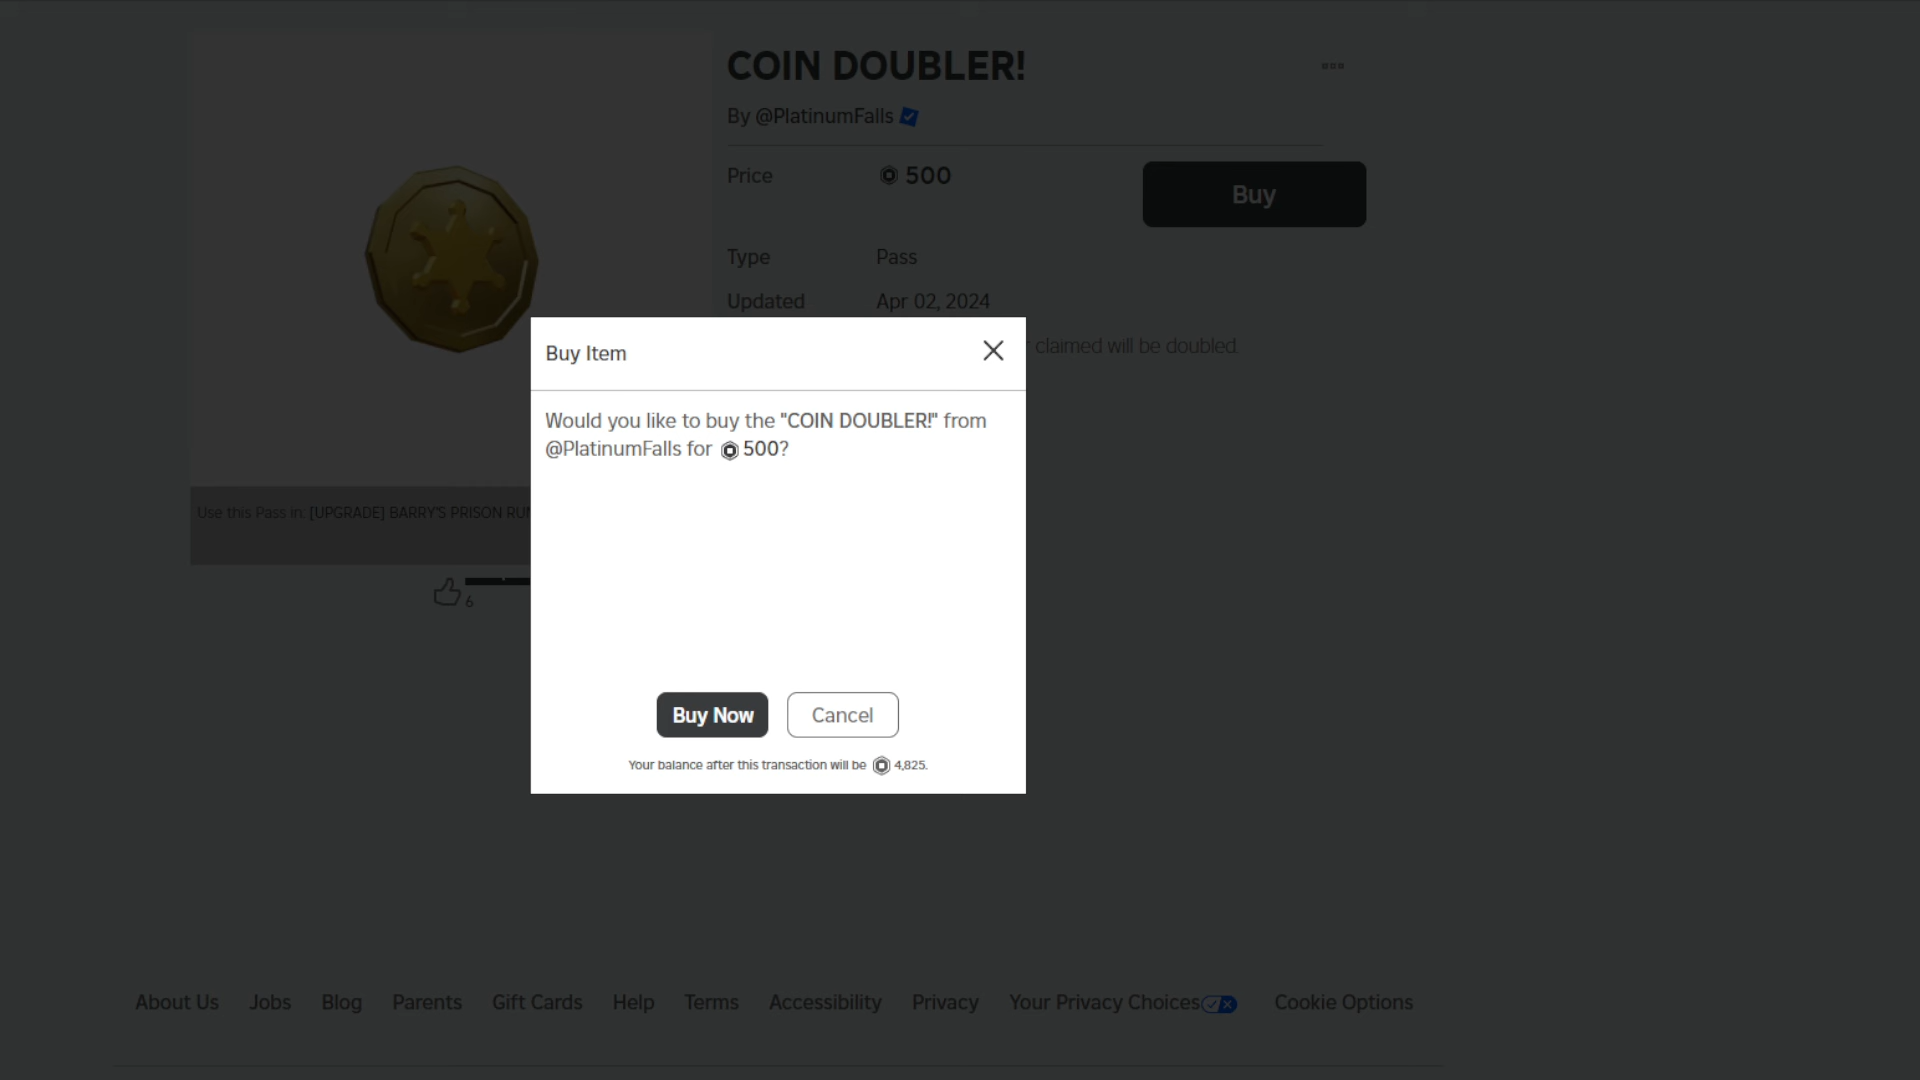 COIN DOUBLER!
By @PlatinumFalls
Price 500
Buy
Type Pass
Updated Apr 02, 2024
claimed will be doubled.
Buy Item
Would you like to buy the "COIN DOUBLER!" from
@PlatinumFalls for 500?
Use this Pass in: [UPGRADE] BARRY'S PRISON RUN
6
Buy Now
Cancel
Your balance after this transaction will be 4,825.
About Us Jobs Blog Parents Gift Cards Help Terms Accessibility Privacy Your Privacy Choices Cookie Options